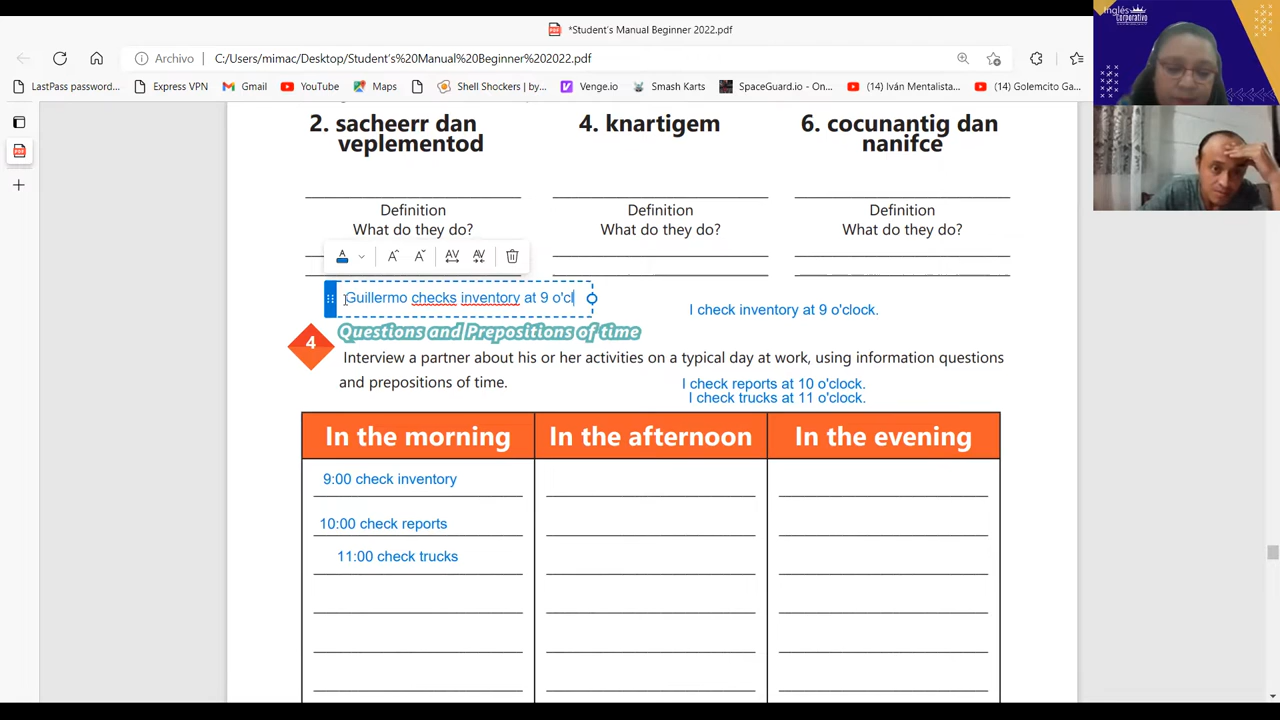 *Student's Manual Beginner 2022.pdf
Archivo C:/Users/mimac/Desktop/Student's%20Manual%20Beginner%202022.pdf
LastPass password... Express VPN Gmail YouTube Maps Shell Shockers | by... Venge.io Smash Karts SpaceGuard.io - On... (14) Iván Mentalista... (14) Golemcito Ga...
Inglés
Corporativo
2. sacheerr dan
veplementod
4. knartigem
6. cocunantig dan
nanifce
Definition
What do they do?
Definition
What do they do?
Definition
What do they do?
Guillermo checks inventory at 9 o'cl
I check inventory at 9 o'clock.
4 Questions and Prepositions of time
Interview a partner about his or her activities on a typical day at work, using information questions
and prepositions of time.
I check reports at 10 o'clock.
I check trucks at 11 o'clock.
In the morning In the afternoon In the evening
9:00 check inventory
10:00 check reports
11:00 check trucks